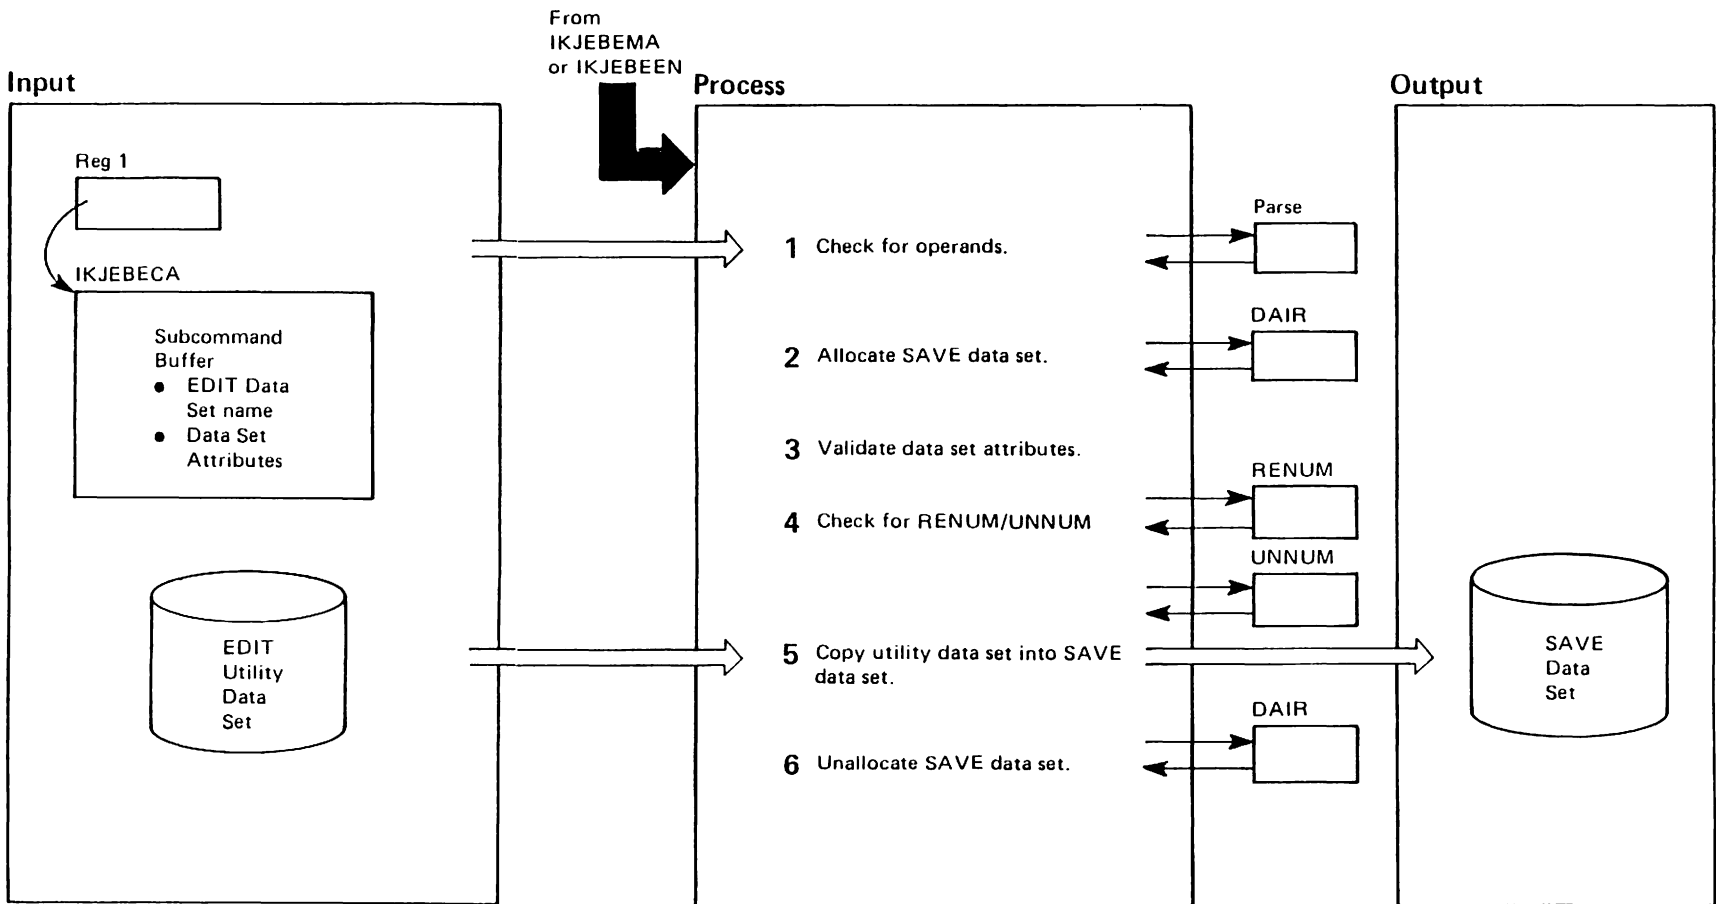 From
IKJEBEMA
or IKJEBEEN
Input
Process
Output
Reg 1
IKJEBECA
Subcommand
Buffer
● EDIT Data
Set name
● Data Set
Attributes
EDIT
Utility
Data
Set
1 Check for operands.
Parse
2 Allocate SAVE data set.
DAIR
3 Validate data set attributes.
4 Check for RENUM/UNNUM
RENUM
UNNUM
5 Copy utility data set into SAVE
data set.
6 Unallocate SAVE data set.
DAIR
SAVE
Data
Set